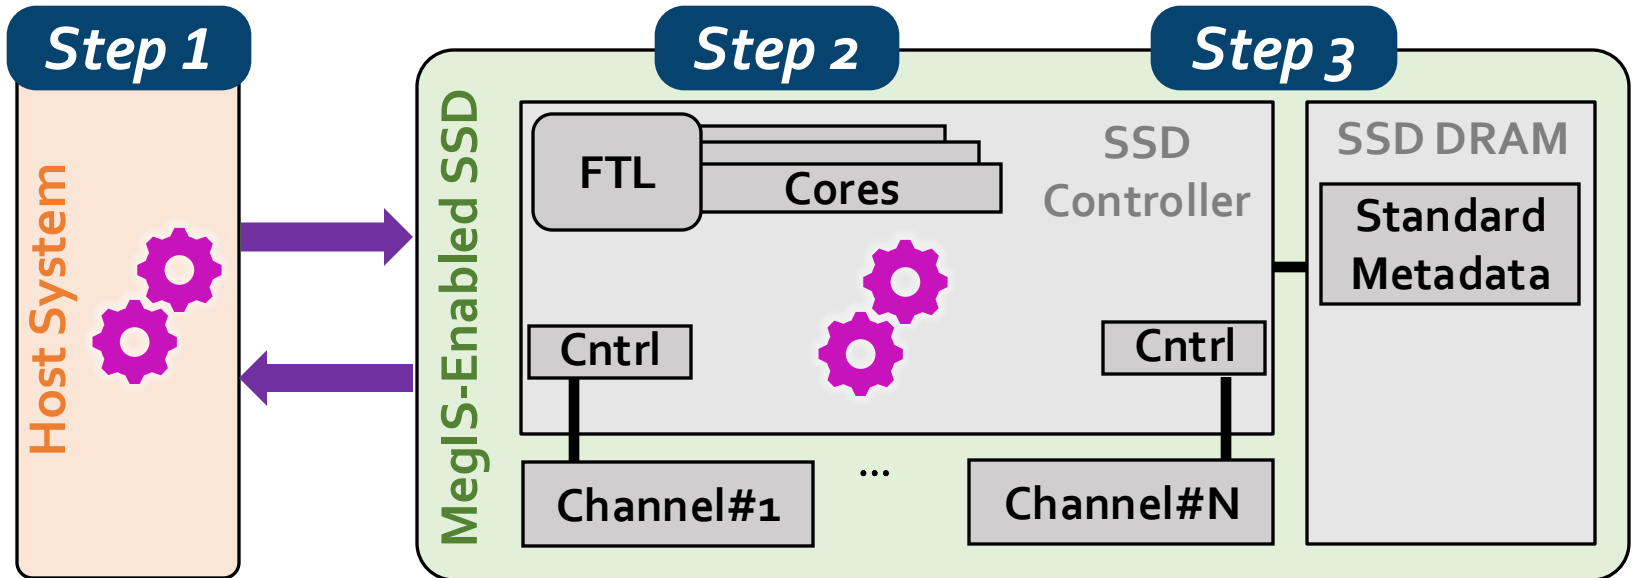 Step 1
Step 2
Step 3
Host System
MegIS-Enabled SSD
FTL
Cores
SSD
Controller
SSD DRAM
Standard
Metadata
Cntrl
Cntrl
Channel#1
...
Channel#N